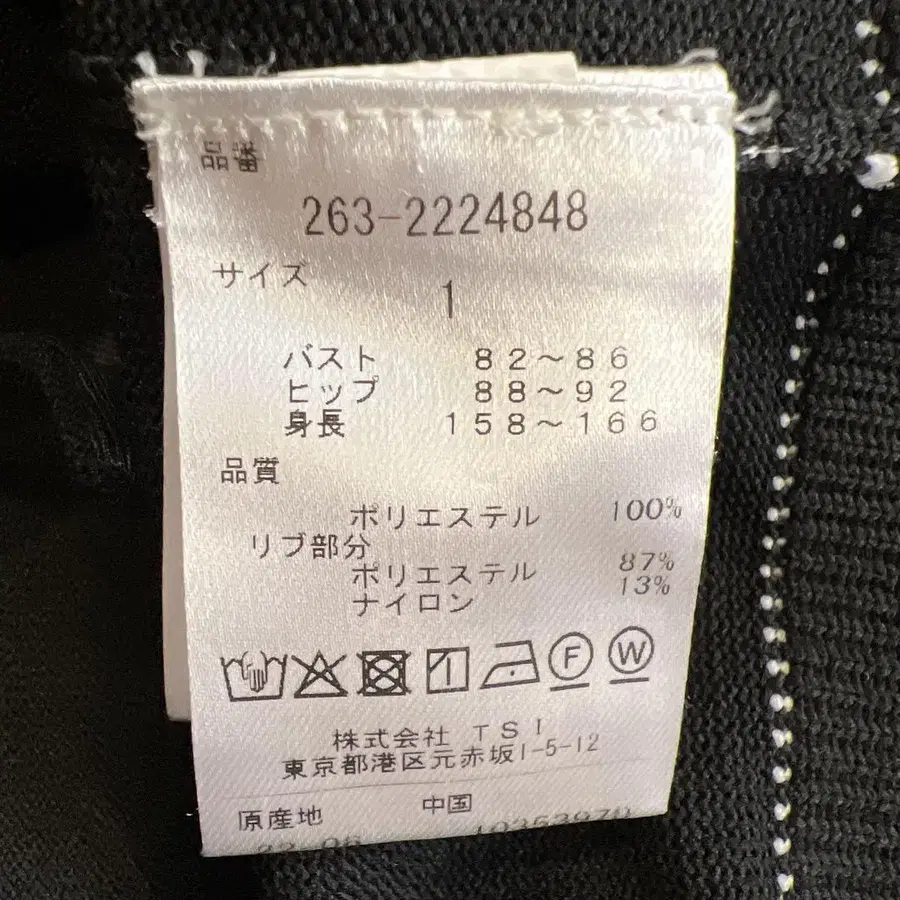 品番
263-2224848
サイズ
1
バスト 82～86
ヒップ 88～92
身長 158～166
品質
ポリエステル 100%
リブ部分
ポリエステル 87%
ナイロン 13%
F W
株式会社 TSI
東京都港区元赤坂1-5-12
原産地 中国